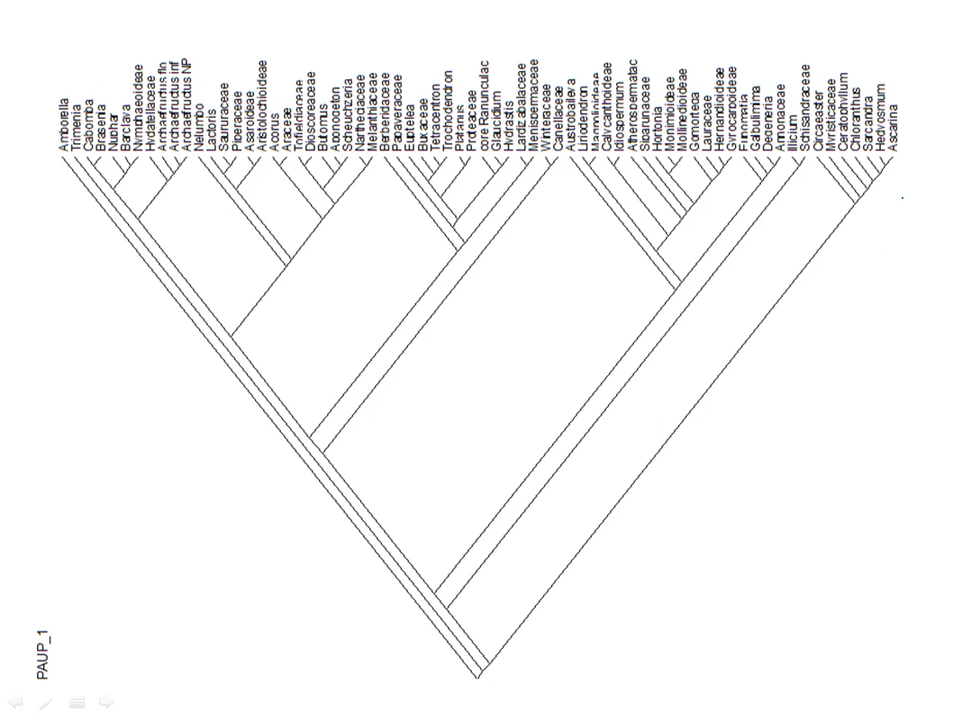 Amborella
Trimenia
Cabomba
Brasenia
Nuphar
Barclaya
Nymphaeoideae
Hydatellaceae
Archaefructus flo
Archaefructus inf
Archaefructus NP
Nelumbo
Lactoris
Saururaceae
Piperaceae
Asaroideae
Aristolochioideae
Acorus
Araceae
Tofieldiaceae
Dioscoreaceae
Butomus
Aponogeton
Scheuchzeria
Nartheciaceae
Melanthiaceae
Berberidaceae
Papaveraceae
Euptelea
Buxaceae
Tetracentron
Trochodendron
Platanus
Proteaceae
core Ranunculac
Glaucidium
Hydrastis
Lardizabalaceae
Menispermaceae
Winteraceae
Canellaceae
Austrobaileya
Liriodendron
Magnolioideae
Calycanthoideae
Idiospermum
Atherospermatac
Siparunaceae
Hortonia
Monimioideae
Mollinedioideae
Gomortega
Lauraceae
Hernandioideae
Gyrocarpoideae
Eupomatia
Galbulimima
Degeneria
Annonaceae
Illicium
Schisandraceae
Circaeaster
Myristicaceae
Ceratophyllum
Chloranthus
Sarcandra
Hedyosmum
Ascarina
PAUP_1